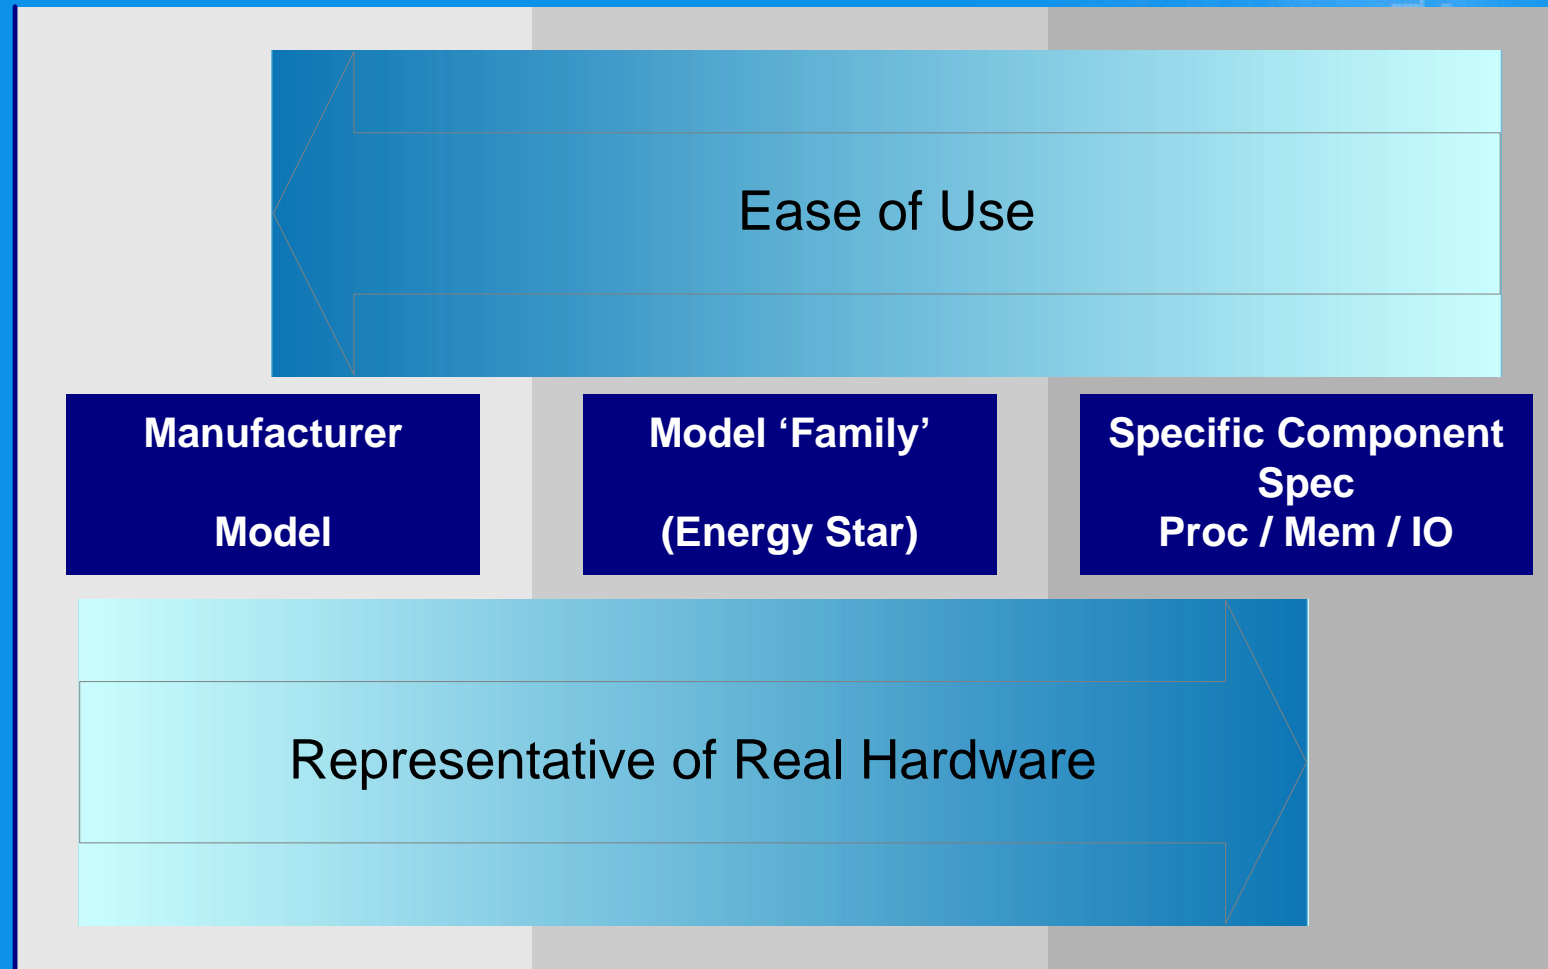 Ease of Use
Manufacturer
Model
Model ‘Family’
(Energy Star)
Specific Component
Spec
Proc / Mem / IO
Representative of Real Hardware